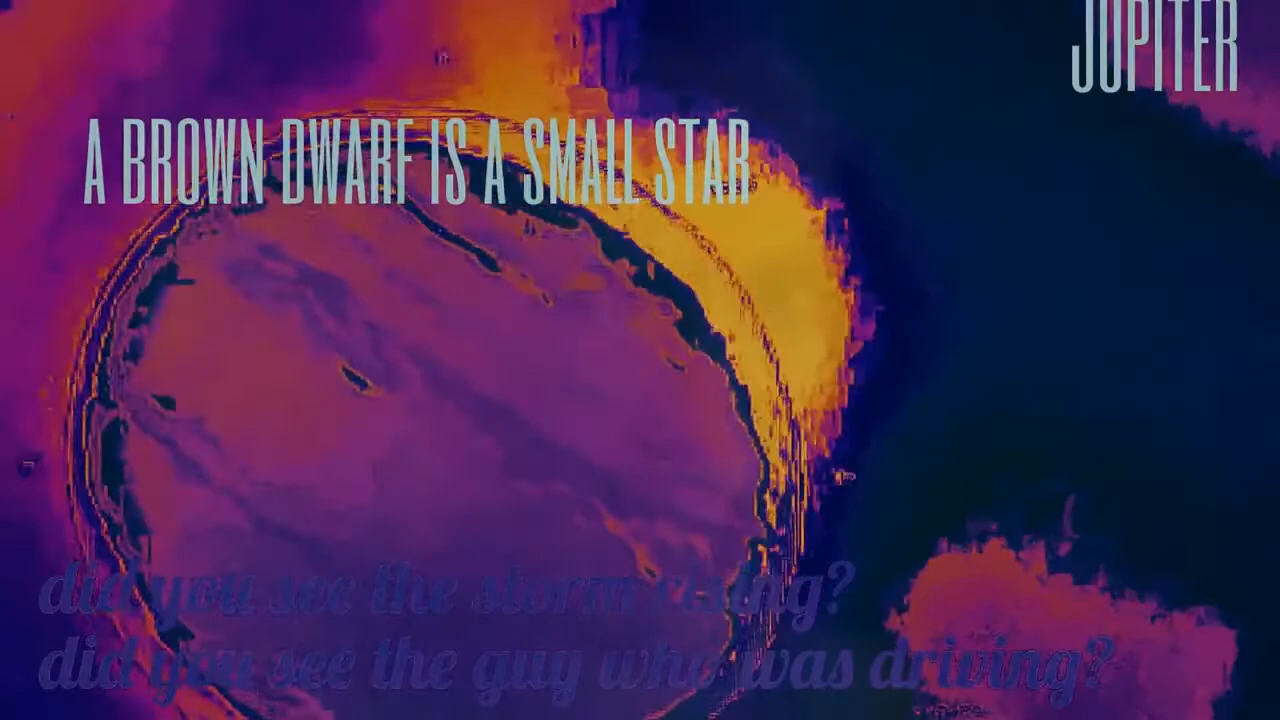 JUPITER
A BROWN DWARF IS A SMALL STAR
did you see the storm rising?
did you see the guy who was driving?